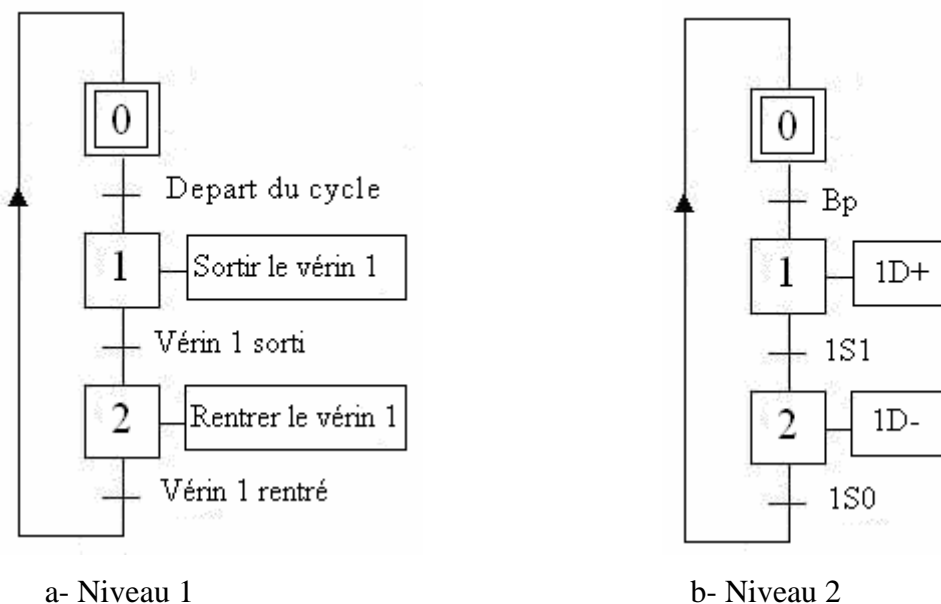 0
Depart du cycle
1
Sortir le vérin 1
Vérin 1 sorti
2
Rentrer le vérin 1
Vérin 1 rentré
a- Niveau 1
0
Bp
1
1D+
1S1
2
1D-
1S0
b- Niveau 2